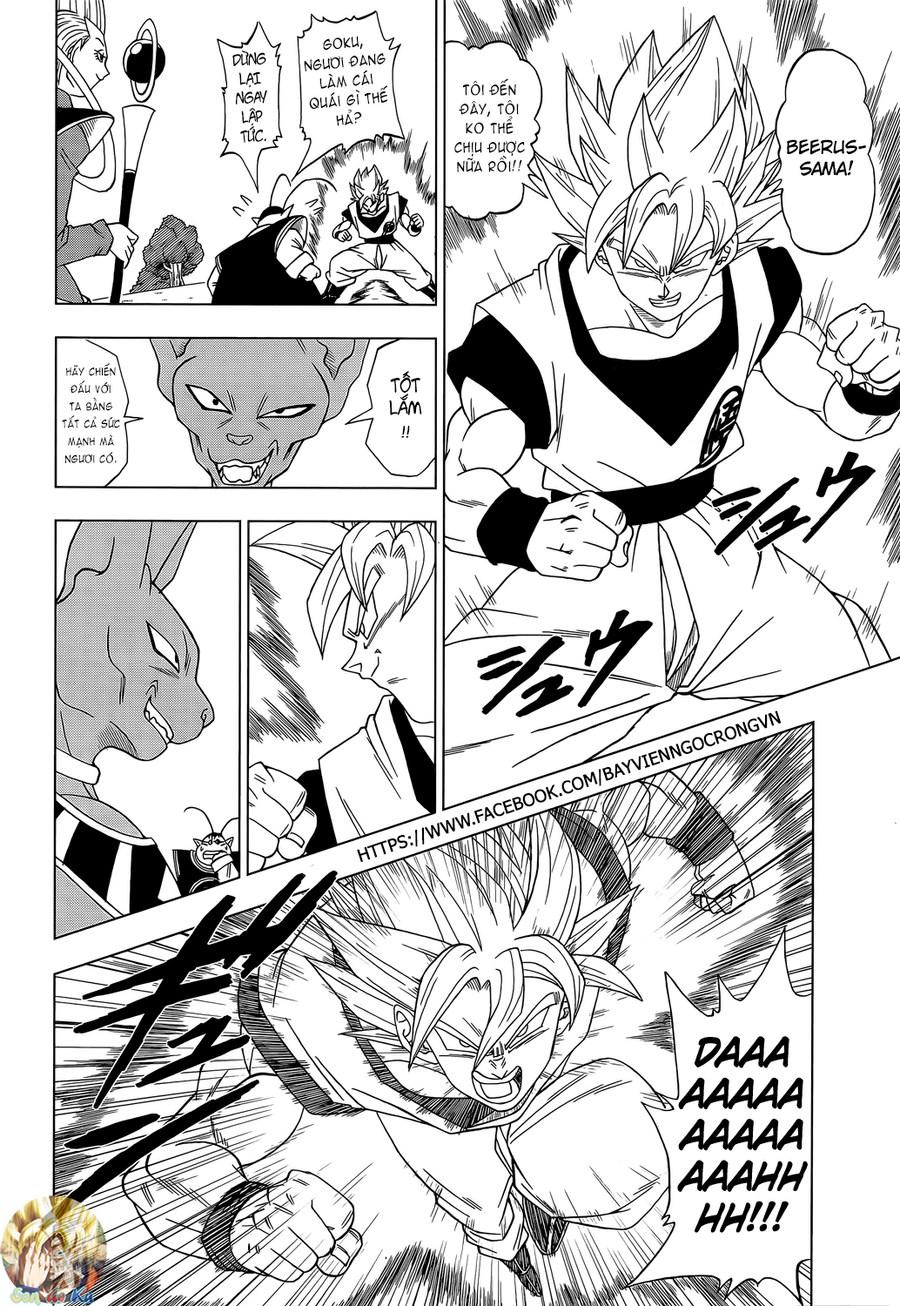 BEERUS-
SAMA!
TÔI ĐẾN
ĐÂY, TÔI
KO THỂ
CHỊU ĐƯỢC
NỮA RỒI!!
シュウ
シュウ
GOKU,
NGƯƠI ĐANG
LÀM CÁI
QUÁI GÌ THẾ
HẢ?
DỪNG
LẠI
NGAY
LẬP
TỨC.
TỐT
LẮM
!!
HÃY CHIẾN
ĐẤU VỚI
TA BẰNG
TẤT CẢ SỨC
MẠNH MÀ
NGƯƠI CÓ.
HTTPS://WWW.FACEBOOK.COM/BAYVIENNGOCRONGVN
ギュン
DAAA
AAAAA
AAAAA
AAAHH
HH!!!